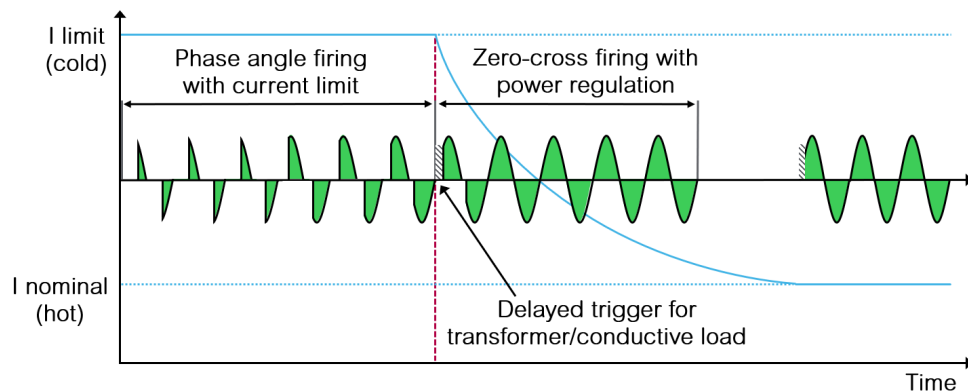 I limit
(cold)
Phase angle firing
with current limit
Zero-cross firing with
power regulation
I nominal
(hot)
Delayed trigger for
transformer/conductive load
Time